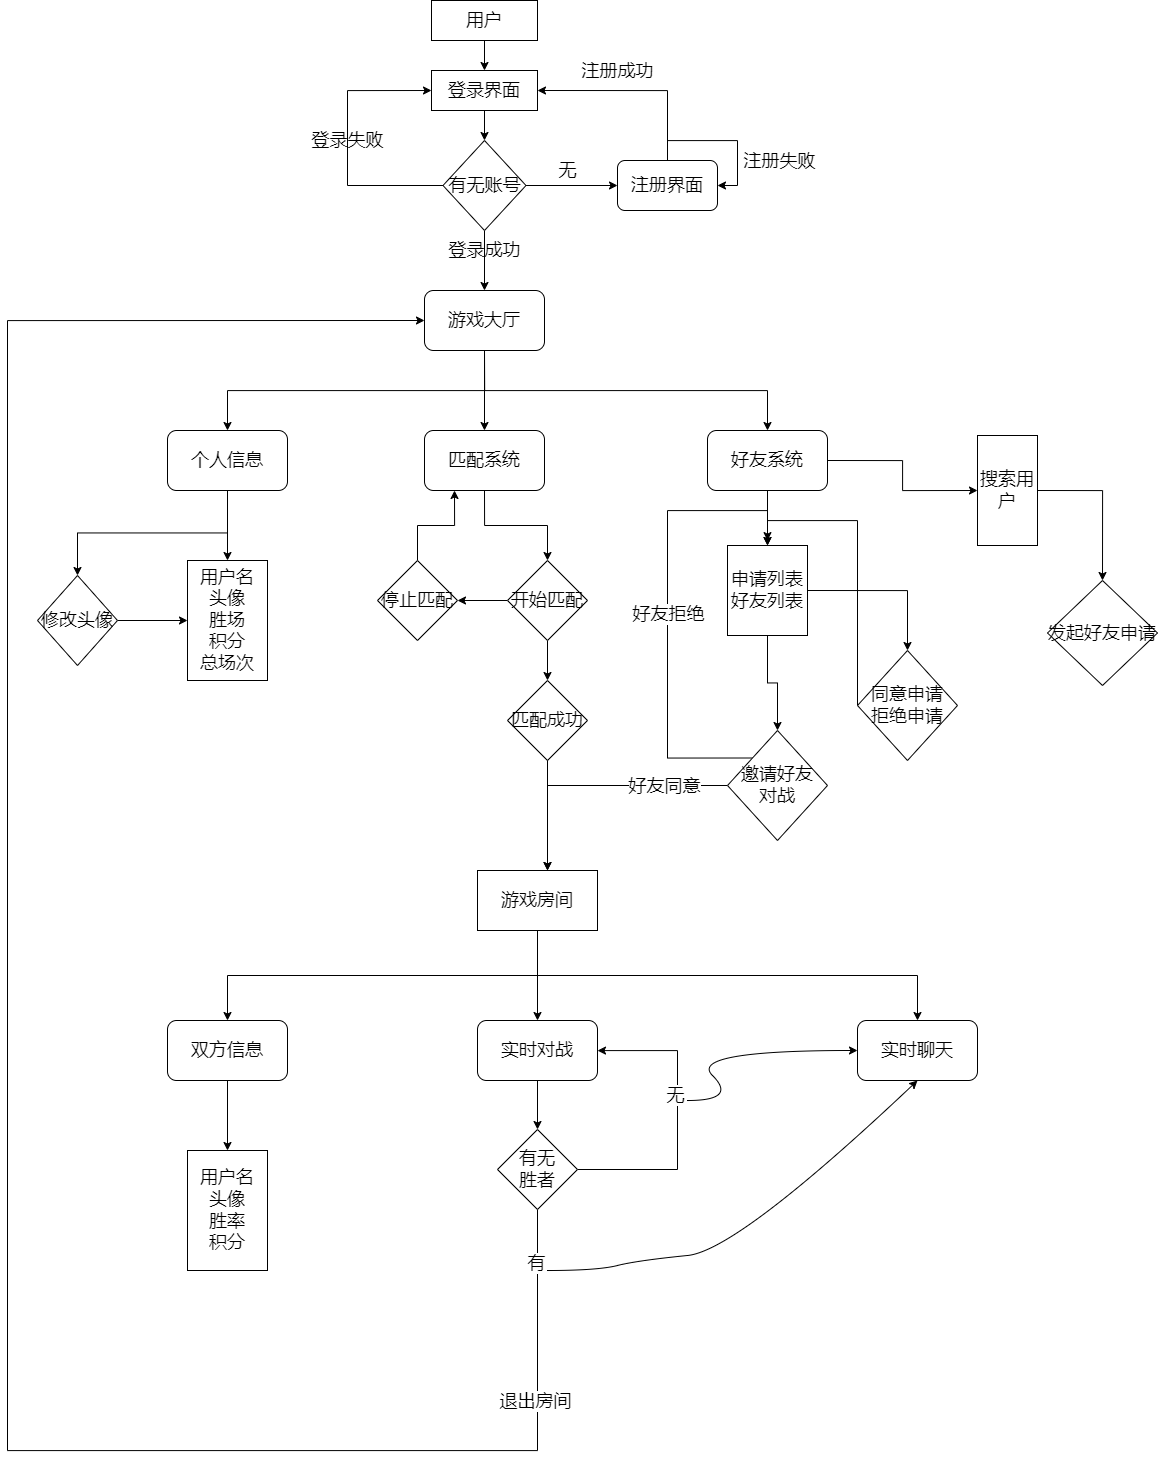 用户
登录界面
注册成功
登录失败
有无账号
无
注册界面
注册失败
登录成功
游戏大厅
个人信息
匹配系统
好友系统
搜索用
户
修改头像
用户名
头像
胜场
积分
总场次
停止匹配
开始匹配
申请列表
好友列表
好友拒绝
发起好友申请
同意申请
拒绝申请
匹配成功
邀请好友
对战
好友同意
游戏房间
双方信息
实时对战
实时聊天
无
有无
胜者
用户名
头像
胜率
积分
有
退出房间